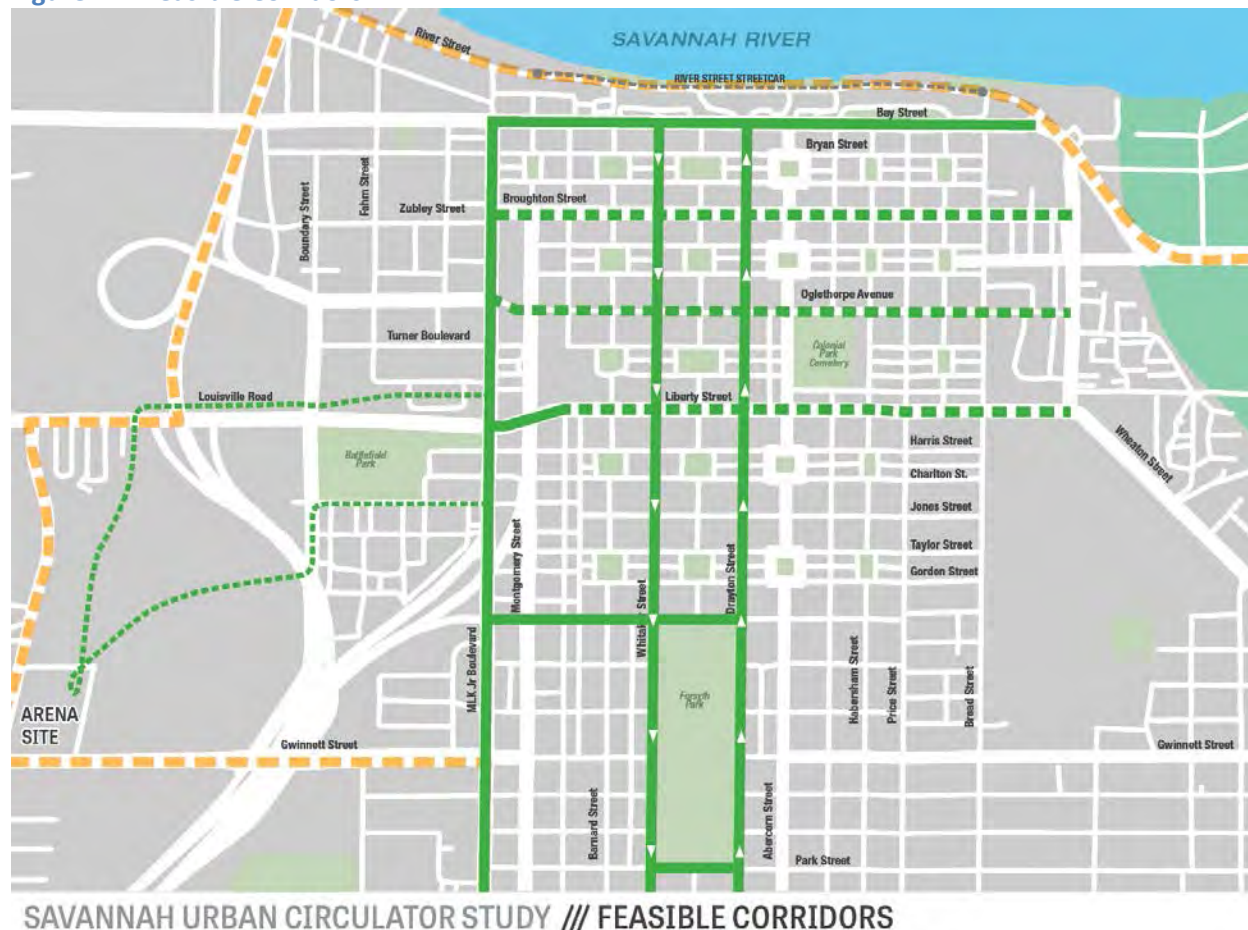 SAVANNAH RIVER
River Street
RIVER STREET STREETCAR
Bay Street
Bryan Street
Fahm Street
Boundary Street
Zubley Street
Broughton Street
Oglethorpe Avenue
Turner Boulevard
Colonial
Park
Cemetery
Louisville Road
Liberty Street
Wheaton Street
Harris Street
Battlefield
Park
Charlton St.
Jones Street
Taylor Street
Gordon Street
Montgomery Street
Drayton Street
MLK Jr Boulevard
Forsyth
Park
Habersham Street
Price Street
Broad Street
ARENA
SITE
Gwinnett Street
Gwinnett Street
Barnard Street
Abercorn Street
Park Street
SAVANNAH URBAN CIRCULATOR STUDY /// FEASIBLE CORRIDORS